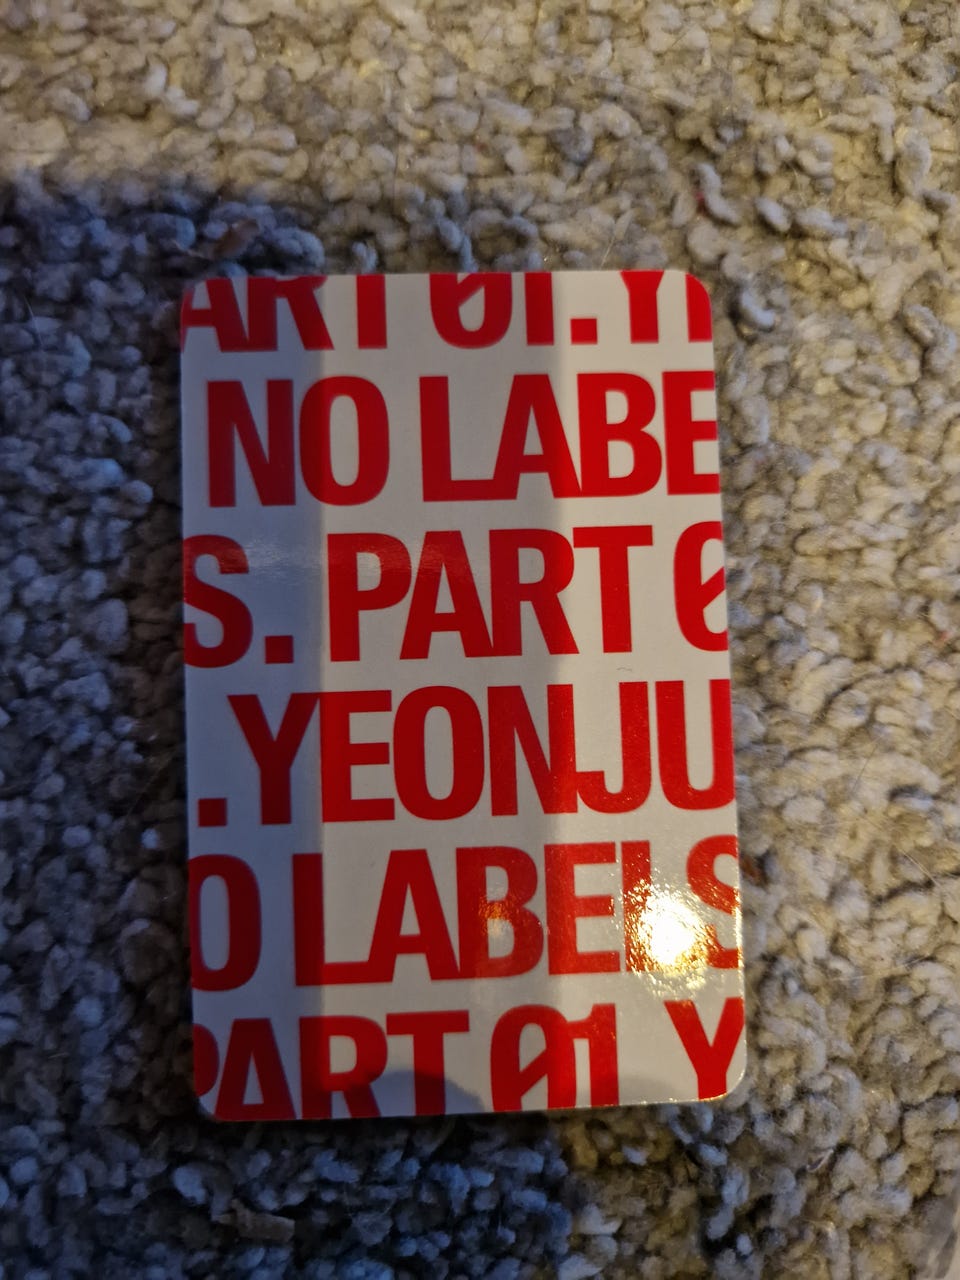 ART 01. Y
NO LABE
S. PART 0
. YEONJU
O LABELS
PART 01 Y